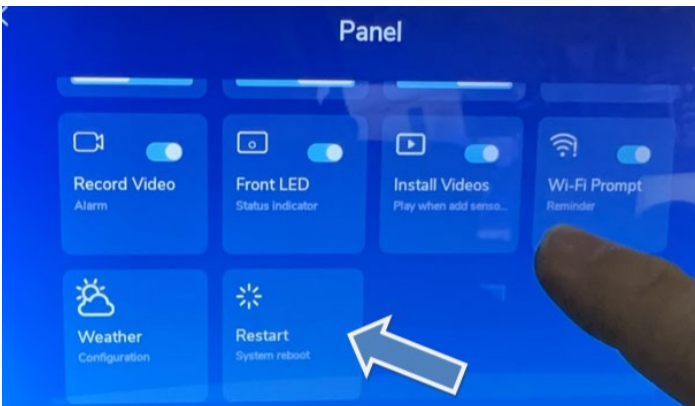 Panel
Record Video
Alarm
Front LED
Status indicator
Install Videos
Play when add senso...
Wi-Fi Prompt
Reminder
Weather
Configuration
Restart
System reboot